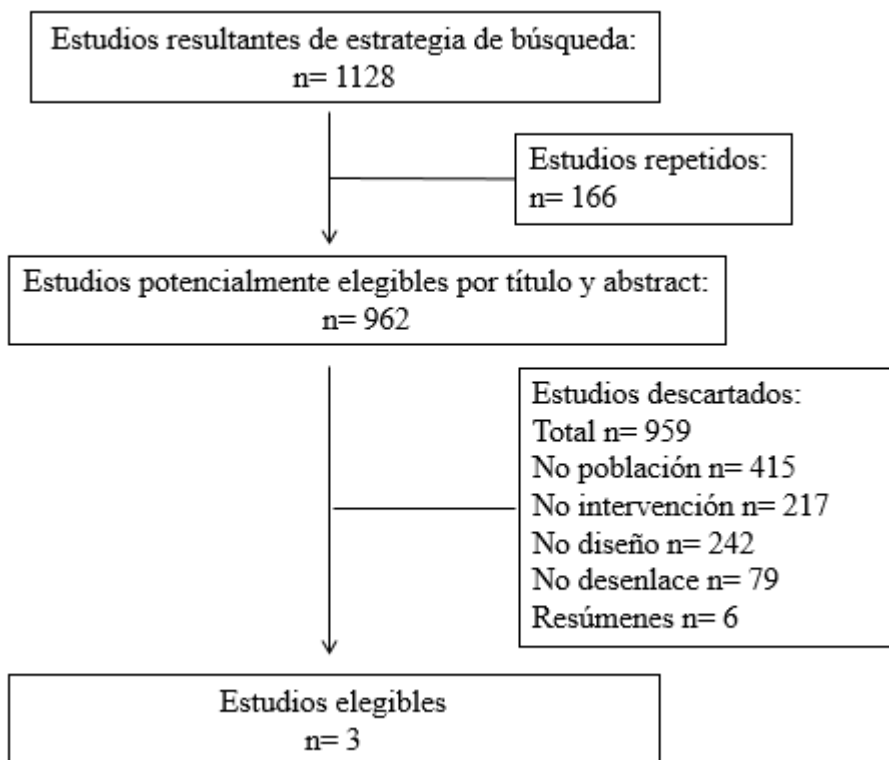 Estudios resultantes de estrategia de búsqueda:
n= 1128
Estudios repetidos:
n= 166
Estudios potencialmente elegibles por título y abstract:
n= 962
Estudios descartados:
Total n= 959
No población n= 415
No intervención n= 217
No diseño n= 242
No desenlace n= 79
Resúmenes n= 6
Estudios elegibles
n= 3